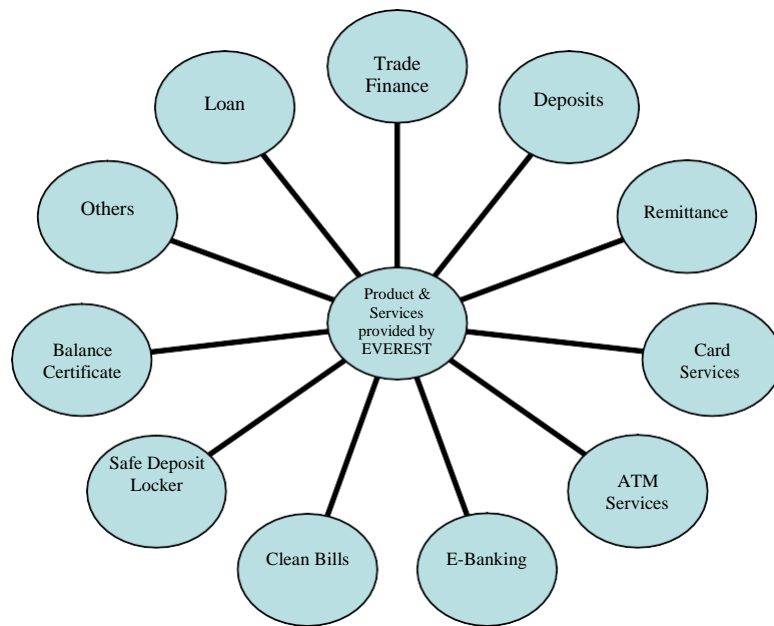 Trade
Finance
Deposits
Remittance
Card
Services
ATM
Services
E-Banking
Clean Bills
Safe Deposit
Locker
Balance
Certificate
Others
Loan
Product &
Services
provided by
EVEREST